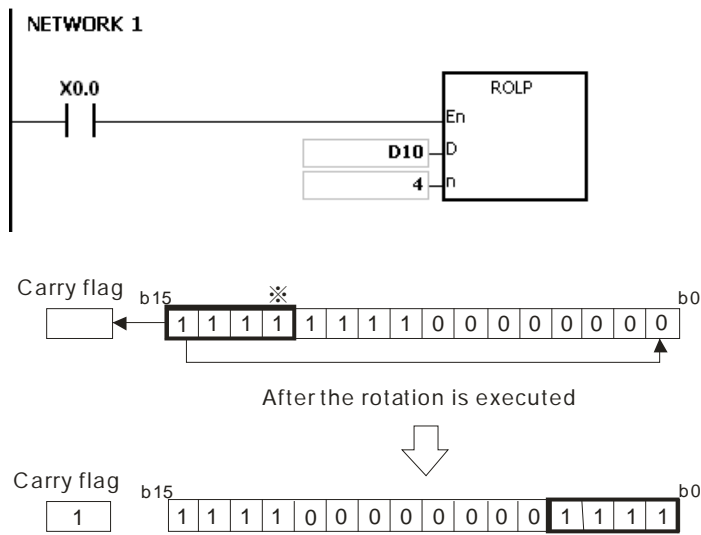 NETWORK 1
X0.0
ROLP
En
D10 D
4 n
Carry flag b15 ※ b0
1 1 1 1 1 1 1 1 0 0 0 0 0 0 0 0
After the rotation is executed
Carry flag b15 b0
1 1 1 1 1 0 0 0 0 0 0 0 0 1 1 1 1